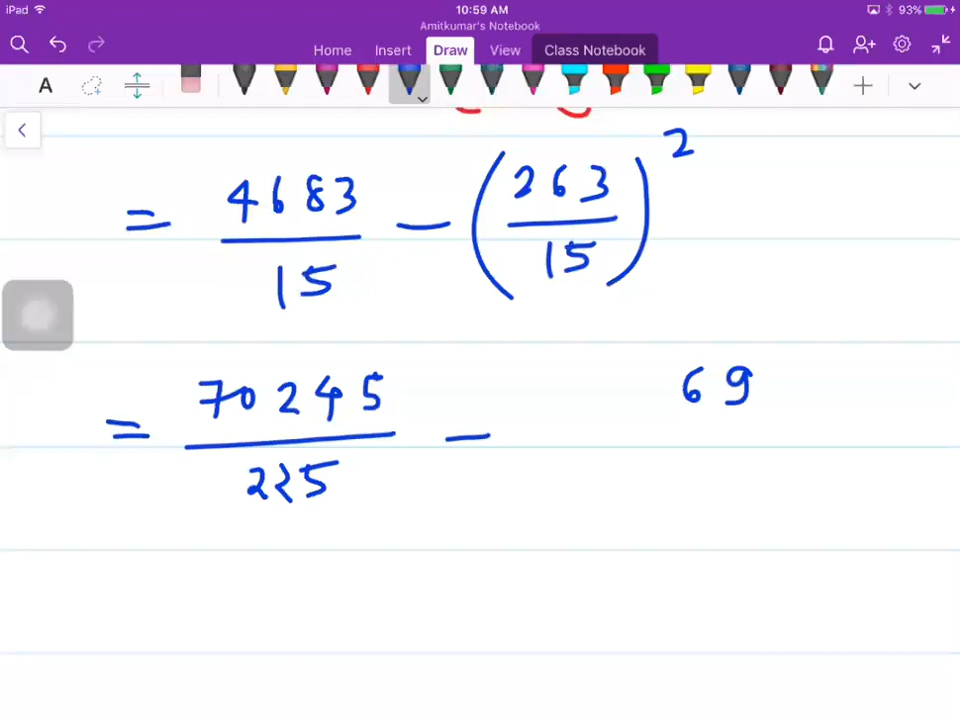 iPad 10:59 AM 93%
Amitkumar's Notebook
Home Insert Draw View Class Notebook
A
= 4683/15 − (263/15)²
= 70245/225 − 69